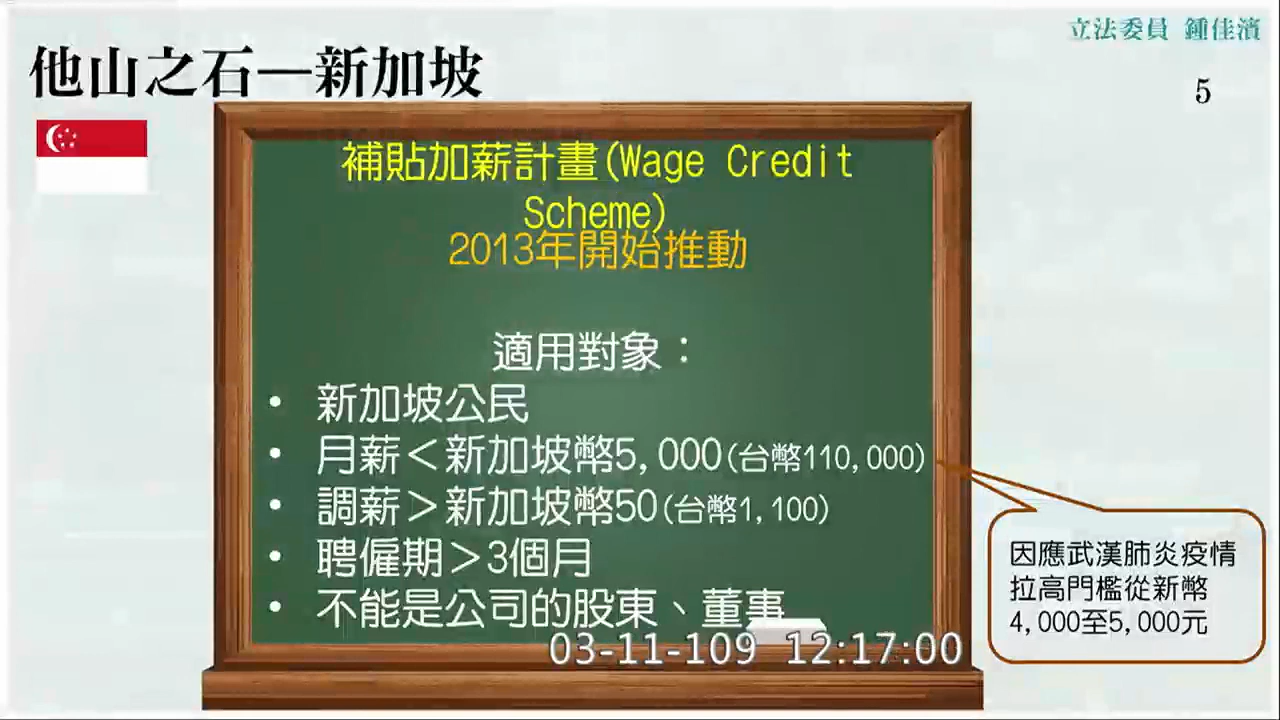 立法委員 鍾佳濱
他山之石—新加坡
5
補貼加薪計畫(Wage Credit
Scheme)
2013年開始推動
適用對象：
• 新加坡公民
• 月薪＜新加坡幣5,000(台幣110,000)
• 調薪＞新加坡幣50(台幣1,100)
• 聘僱期＞3個月
• 不能是公司的股東、董事
因應武漢肺炎疫情
拉高門檻從新幣
4,000至5,000元
03-11-109 12:17:00